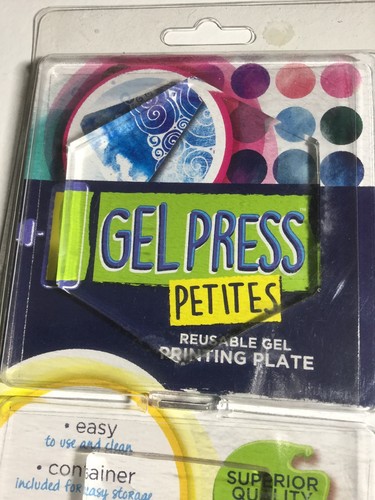 GEL PRESS
PETITES
REUSABLE GEL
PRINTING PLATE
• easy
to use and clean
• container
included for easy storage
SUPERIOR
QUALITY